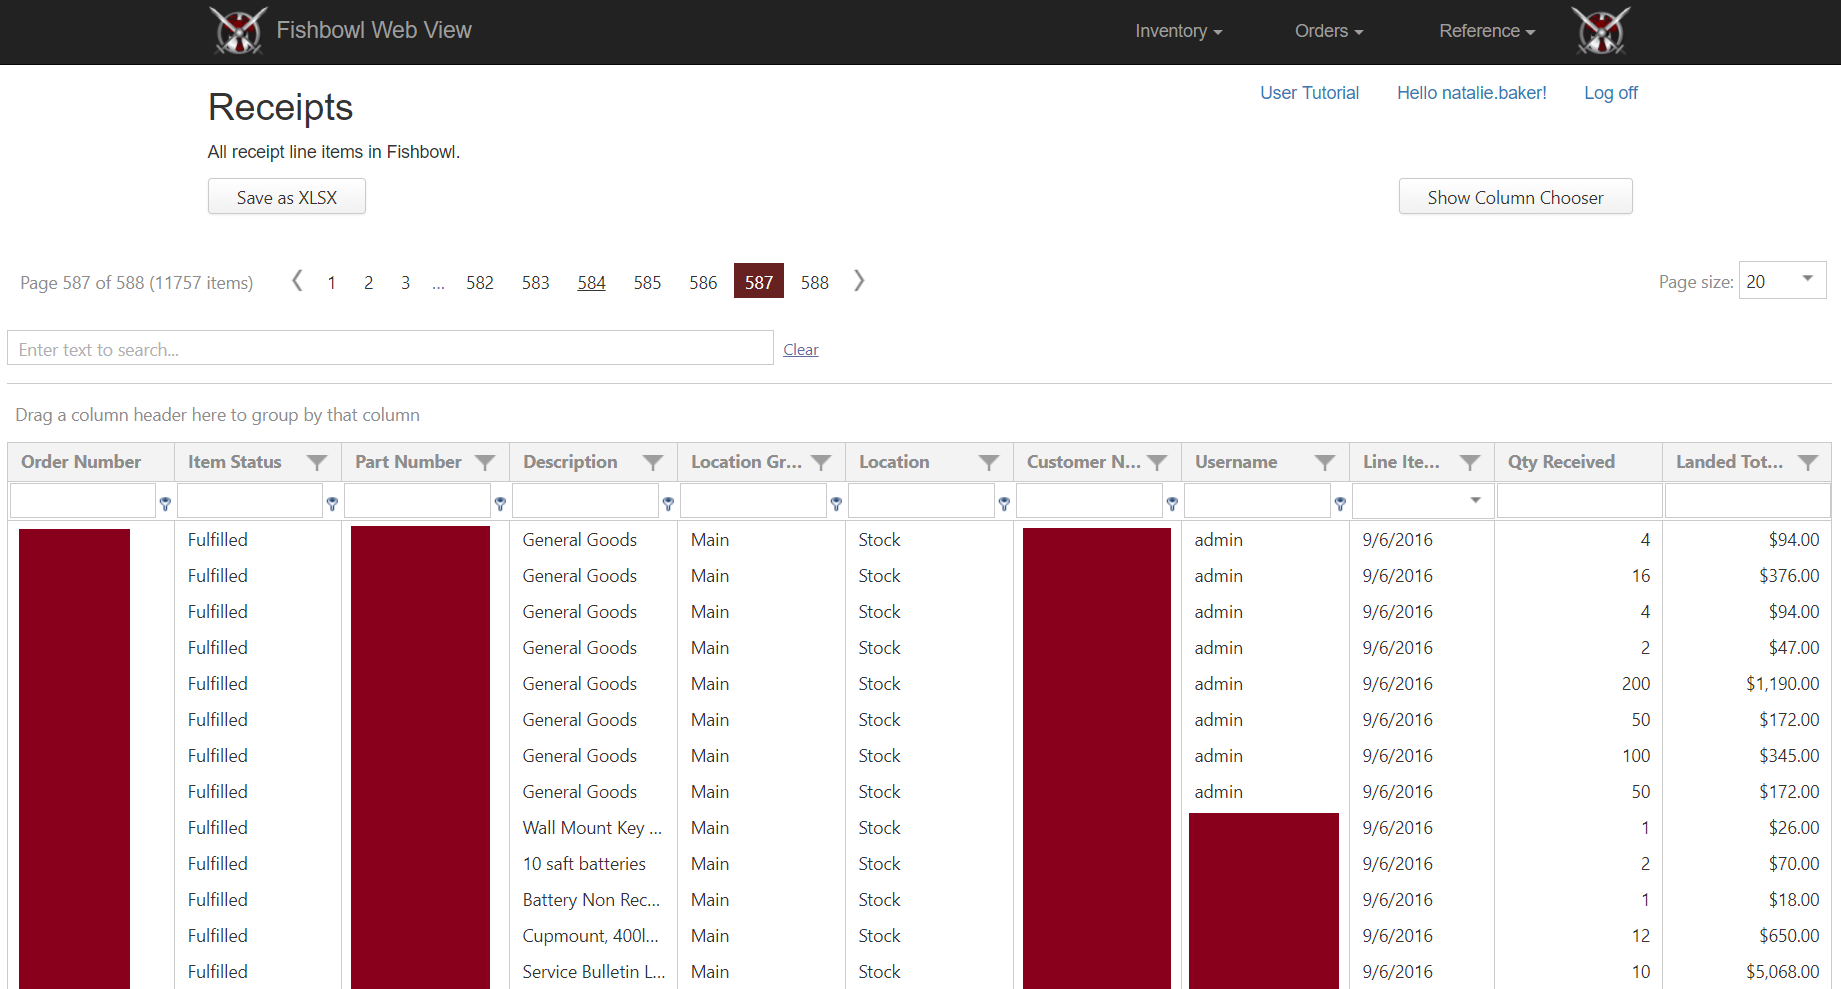 Fishbowl Web View Inventory Orders Reference
User Tutorial Hello natalie.baker! Log off
Receipts
All receipt line items in Fishbowl.
Save as XLSX Show Column Chooser
Page 587 of 588 (11757 items) 1 2 3 ... 582 583 584 585 586 587 588 Page size: 20
Enter text to search... Clear
Drag a column header here to group by that column
Order Number Item Status Part Number Description Location Gr... Location Customer N... Username Line Ite... Qty Received Landed Tot...
Fulfilled General Goods Main Stock admin 9/6/2016 4 $94.00
Fulfilled General Goods Main Stock admin 9/6/2016 16 $376.00
Fulfilled General Goods Main Stock admin 9/6/2016 4 $94.00
Fulfilled General Goods Main Stock admin 9/6/2016 2 $47.00
Fulfilled General Goods Main Stock admin 9/6/2016 200 $1,190.00
Fulfilled General Goods Main Stock admin 9/6/2016 50 $172.00
Fulfilled General Goods Main Stock admin 9/6/2016 100 $345.00
Fulfilled General Goods Main Stock admin 9/6/2016 50 $172.00
Fulfilled Wall Mount Key ... Main Stock 9/6/2016 1 $26.00
Fulfilled 10 saft batteries Main Stock 9/6/2016 2 $70.00
Fulfilled Battery Non Rec... Main Stock 9/6/2016 1 $18.00
Fulfilled Cupmount, 400l... Main Stock 9/6/2016 12 $650.00
Fulfilled Service Bulletin L... Main Stock 9/6/2016 10 $5,068.00